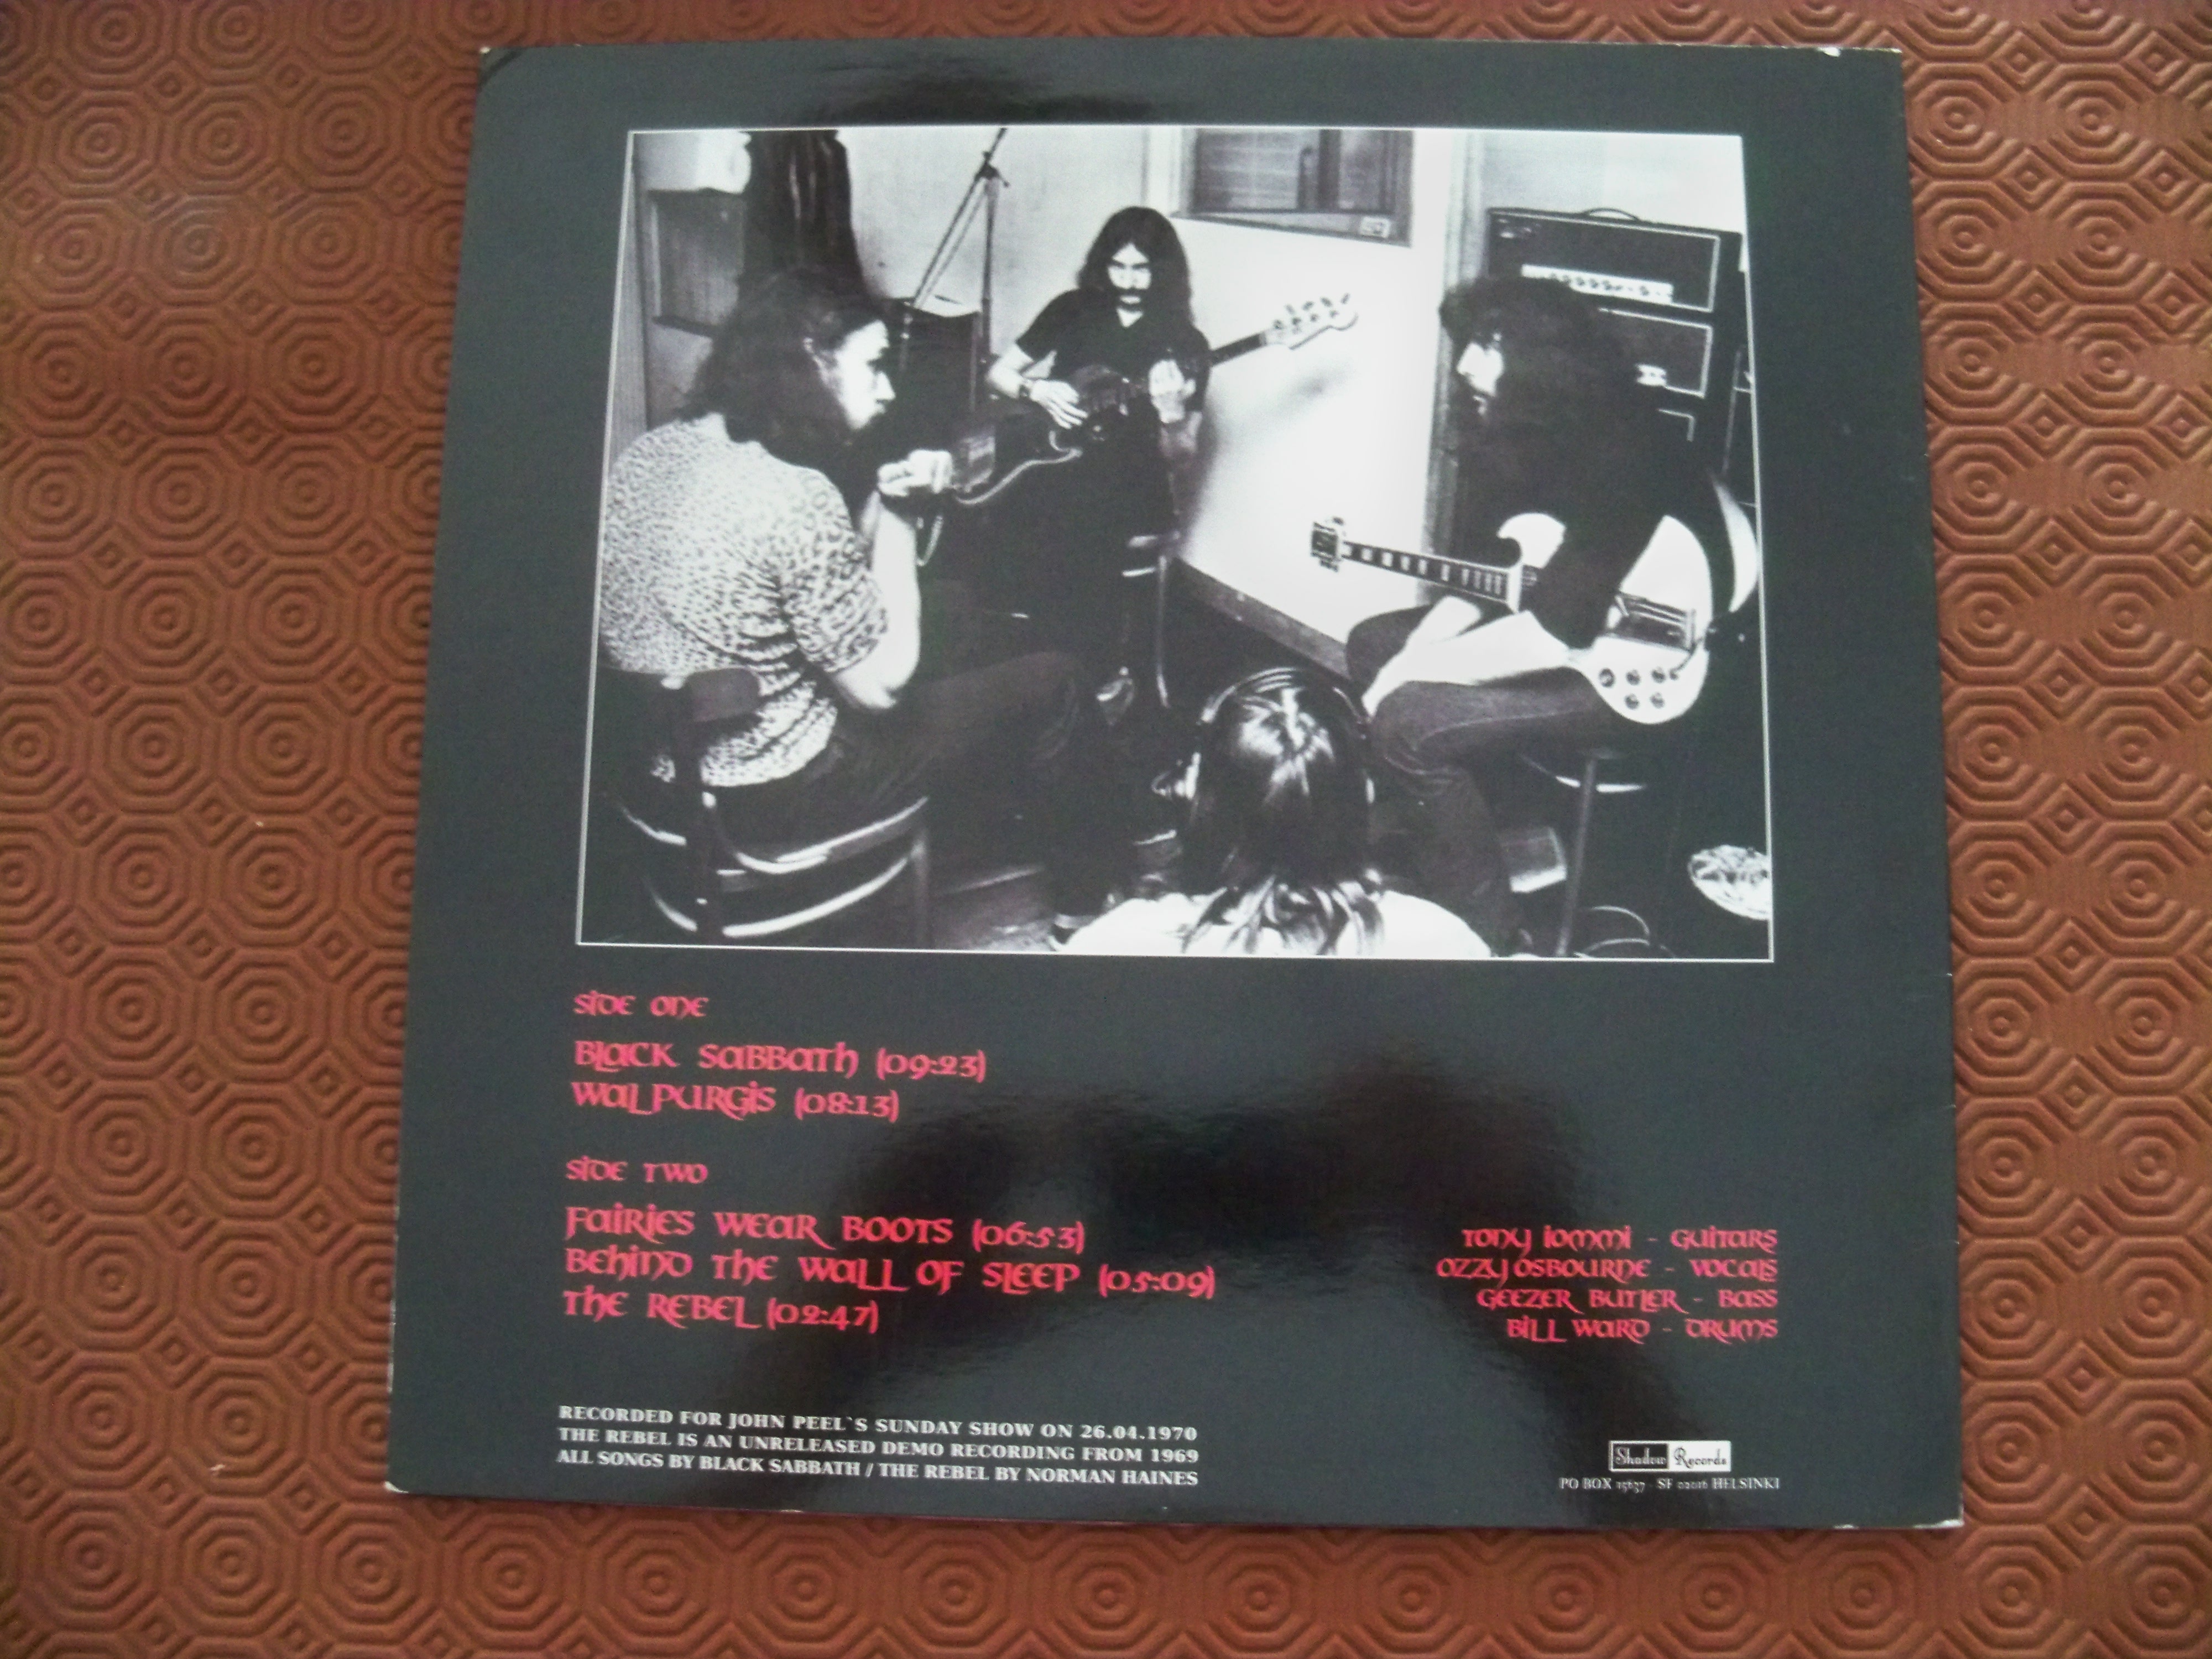 SIDE ONE
BLACK SABBATH (09:23)
WALPURGIS (08:13)
SIDE TWO
FAIRIES WEAR BOOTS (06:53)
BEHIND THE WALL OF SLEEP (05:09)
THE REBEL (02:47)
TONY IOMMI - GUITARS
OZZY OSBOURNE - VOCALS
GEEZER BUTLER - BASS
BILL WARD - DRUMS
RECORDED FOR JOHN PEEL`S SUNDAY SHOW ON 26.04.1970
THE REBEL IS AN UNRELEASED DEMO RECORDING FROM 1969
ALL SONGS BY BLACK SABBATH / THE REBEL BY NORMAN HAINES
Shadow Records
PO BOX SF HELSINKI